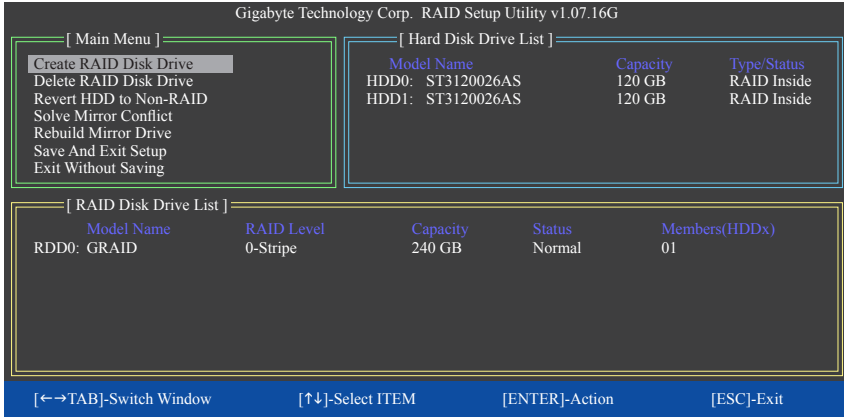 Gigabyte Technology Corp. RAID Setup Utility v1.07.16G
[ Main Menu ]
Create RAID Disk Drive
Delete RAID Disk Drive
Revert HDD to Non-RAID
Solve Mirror Conflict
Rebuild Mirror Drive
Save And Exit Setup
Exit Without Saving
[ Hard Disk Drive List ]
Model Name Capacity Type/Status
HDD0: ST3120026AS 120 GB RAID Inside
HDD1: ST3120026AS 120 GB RAID Inside
[ RAID Disk Drive List ]
Model Name RAID Level Capacity Status Members(HDDx)
RDD0: GRAID 0-Stripe 240 GB Normal 01
[←→TAB]-Switch Window [↑↓]-Select ITEM [ENTER]-Action [ESC]-Exit